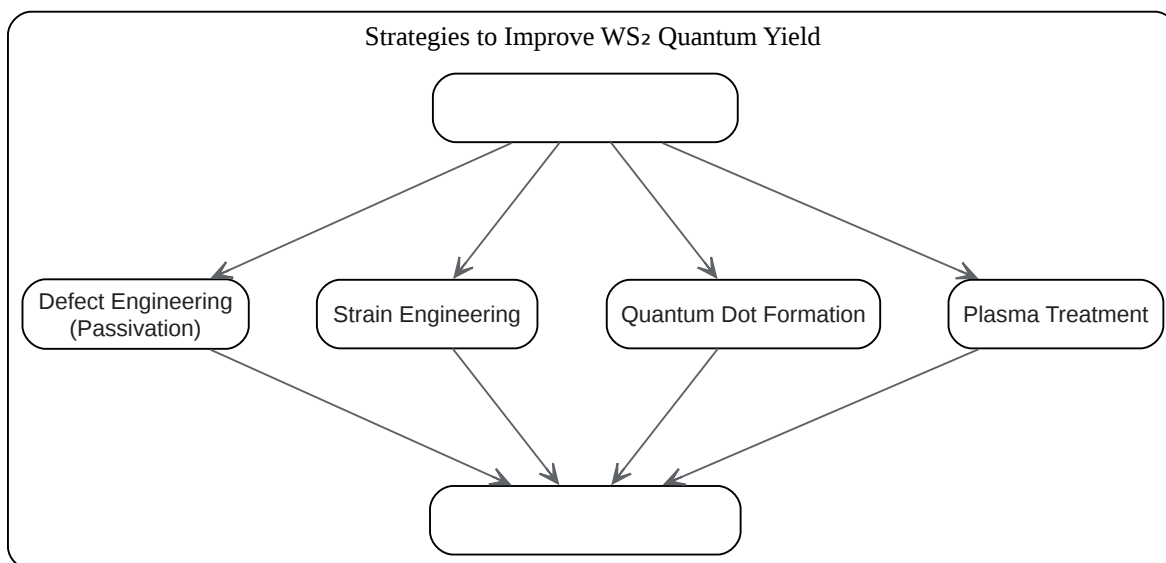 Strategies to Improve WS₂ Quantum Yield
Defect Engineering
(Passivation)
Strain Engineering
Quantum Dot Formation
Plasma Treatment